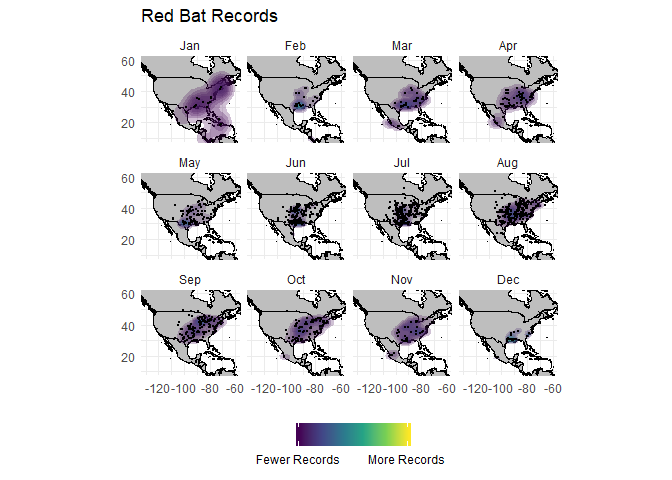 Red Bat Records
Jan Feb Mar Apr
60
40
20
May Jun Jul Aug
60
40
20
Sep Oct Nov Dec
60
40
20
-120 -100 -80 -60 -120 -100 -80 -60 -120 -100 -80 -60 -120 -100 -80 -60
Fewer Records More Records